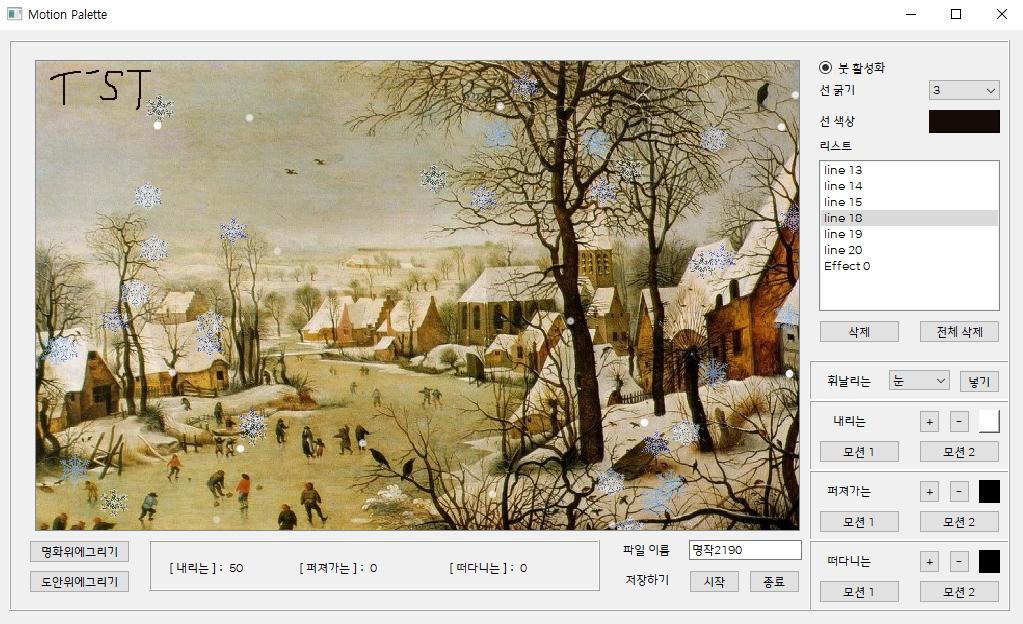 Motion Palette
TEST
붓 활성화
선 굵기 3
선 색상
리스트
line 13
line 14
line 15
line 18
line 19
line 20
Effect 0
삭제 전체 삭제
휘날리는 눈 넣기
내리는 + -
모션 1 모션 2
퍼져가는 + -
모션 1 모션 2
떠다니는 + -
모션 1 모션 2
명화위에그리기
도안위에그리기
[ 내리는 ] : 50 [ 퍼져가는 ] : 0 [ 떠다니는 ] : 0
파일 이름 명작2190
저장하기 시작 종료